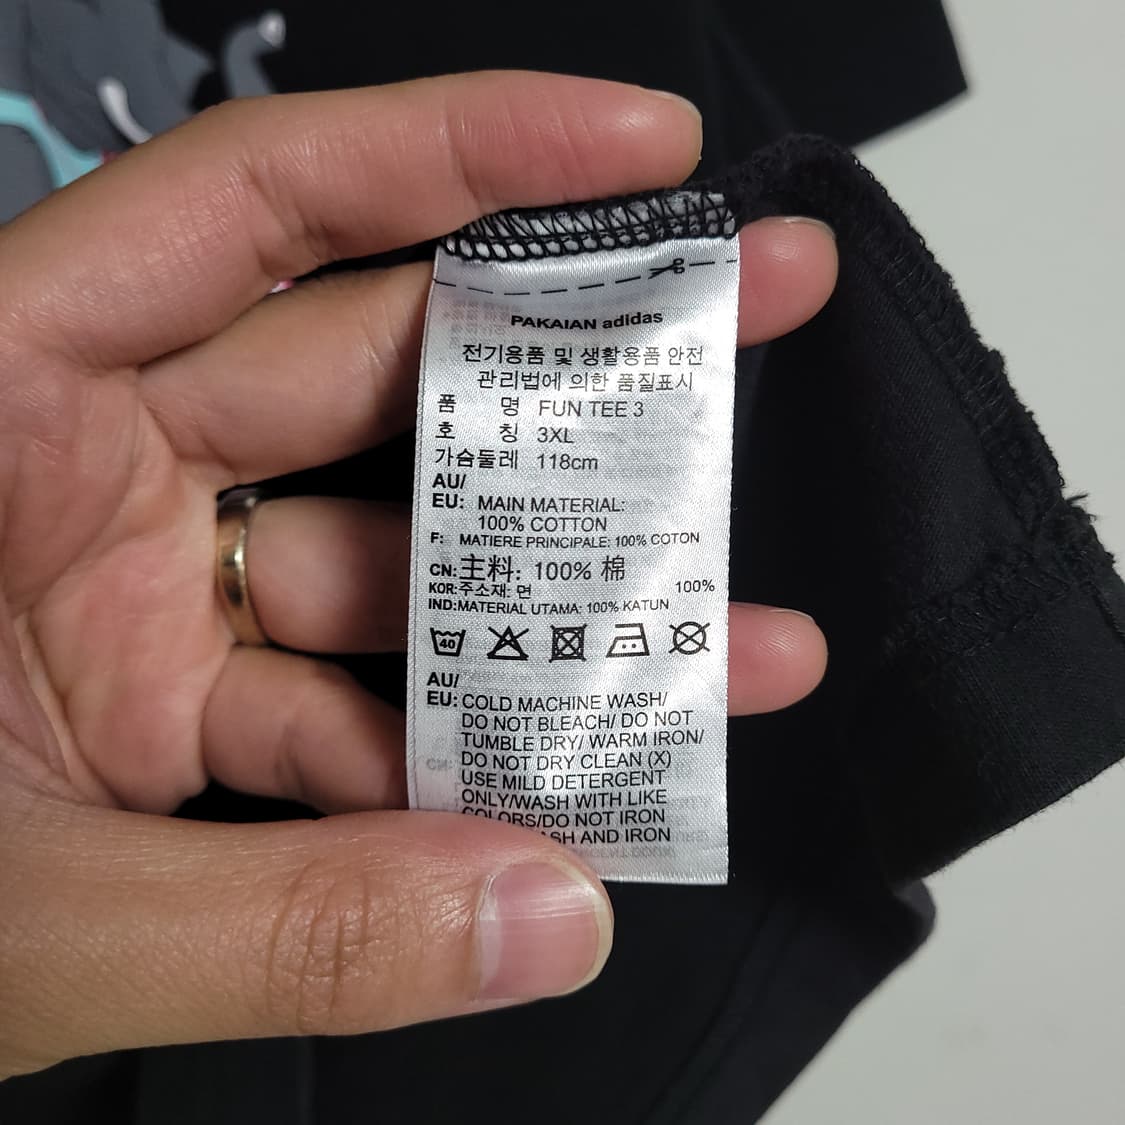 PAKAIAN adidas
전기용품 및 생활용품 안전
관리법에 의한 품질표시
품 명 FUN TEE 3
호 칭 3XL
가슴둘레 118cm
AU/
EU: MAIN MATERIAL:
100% COTTON
F: MATIERE PRINCIPALE: 100% COTON
CN: 主料: 100% 棉
KOR: 주소재: 면 100%
IND: MATERIAL UTAMA: 100% KATUN
40
AU/
EU: COLD MACHINE WASH/
DO NOT BLEACH/ DO NOT
TUMBLE DRY/ WARM IRON/
DO NOT DRY CLEAN (X)
USE MILD DETERGENT
ONLY/WASH WITH LIKE
COLORS/DO NOT IRON
AND IRON